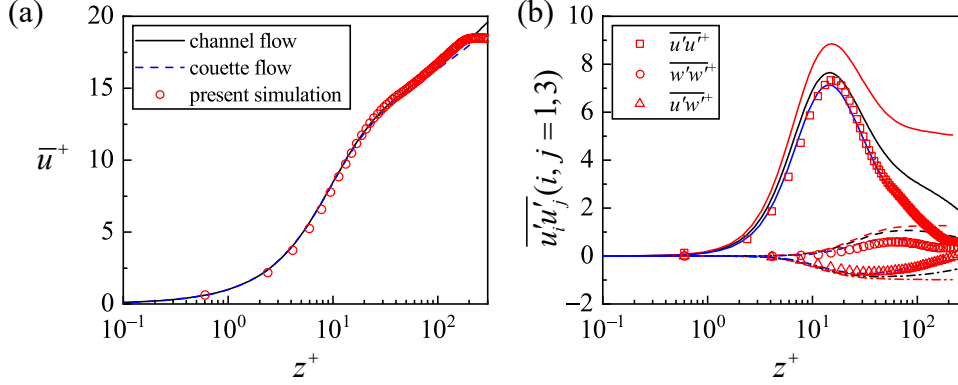 (a)
20
15
10
5
0
u̅⁺
channel flow
couette flow
present simulation
10⁻¹ 10⁰ 10¹ 10²
z⁺
(b)
10
8
6
4
2
0
−2
u′ᵢu′ⱼ(i, j = 1,3)
u′u′⁺
w′w′⁺
u′w′⁺
10⁻¹ 10⁰ 10¹ 10²
z⁺